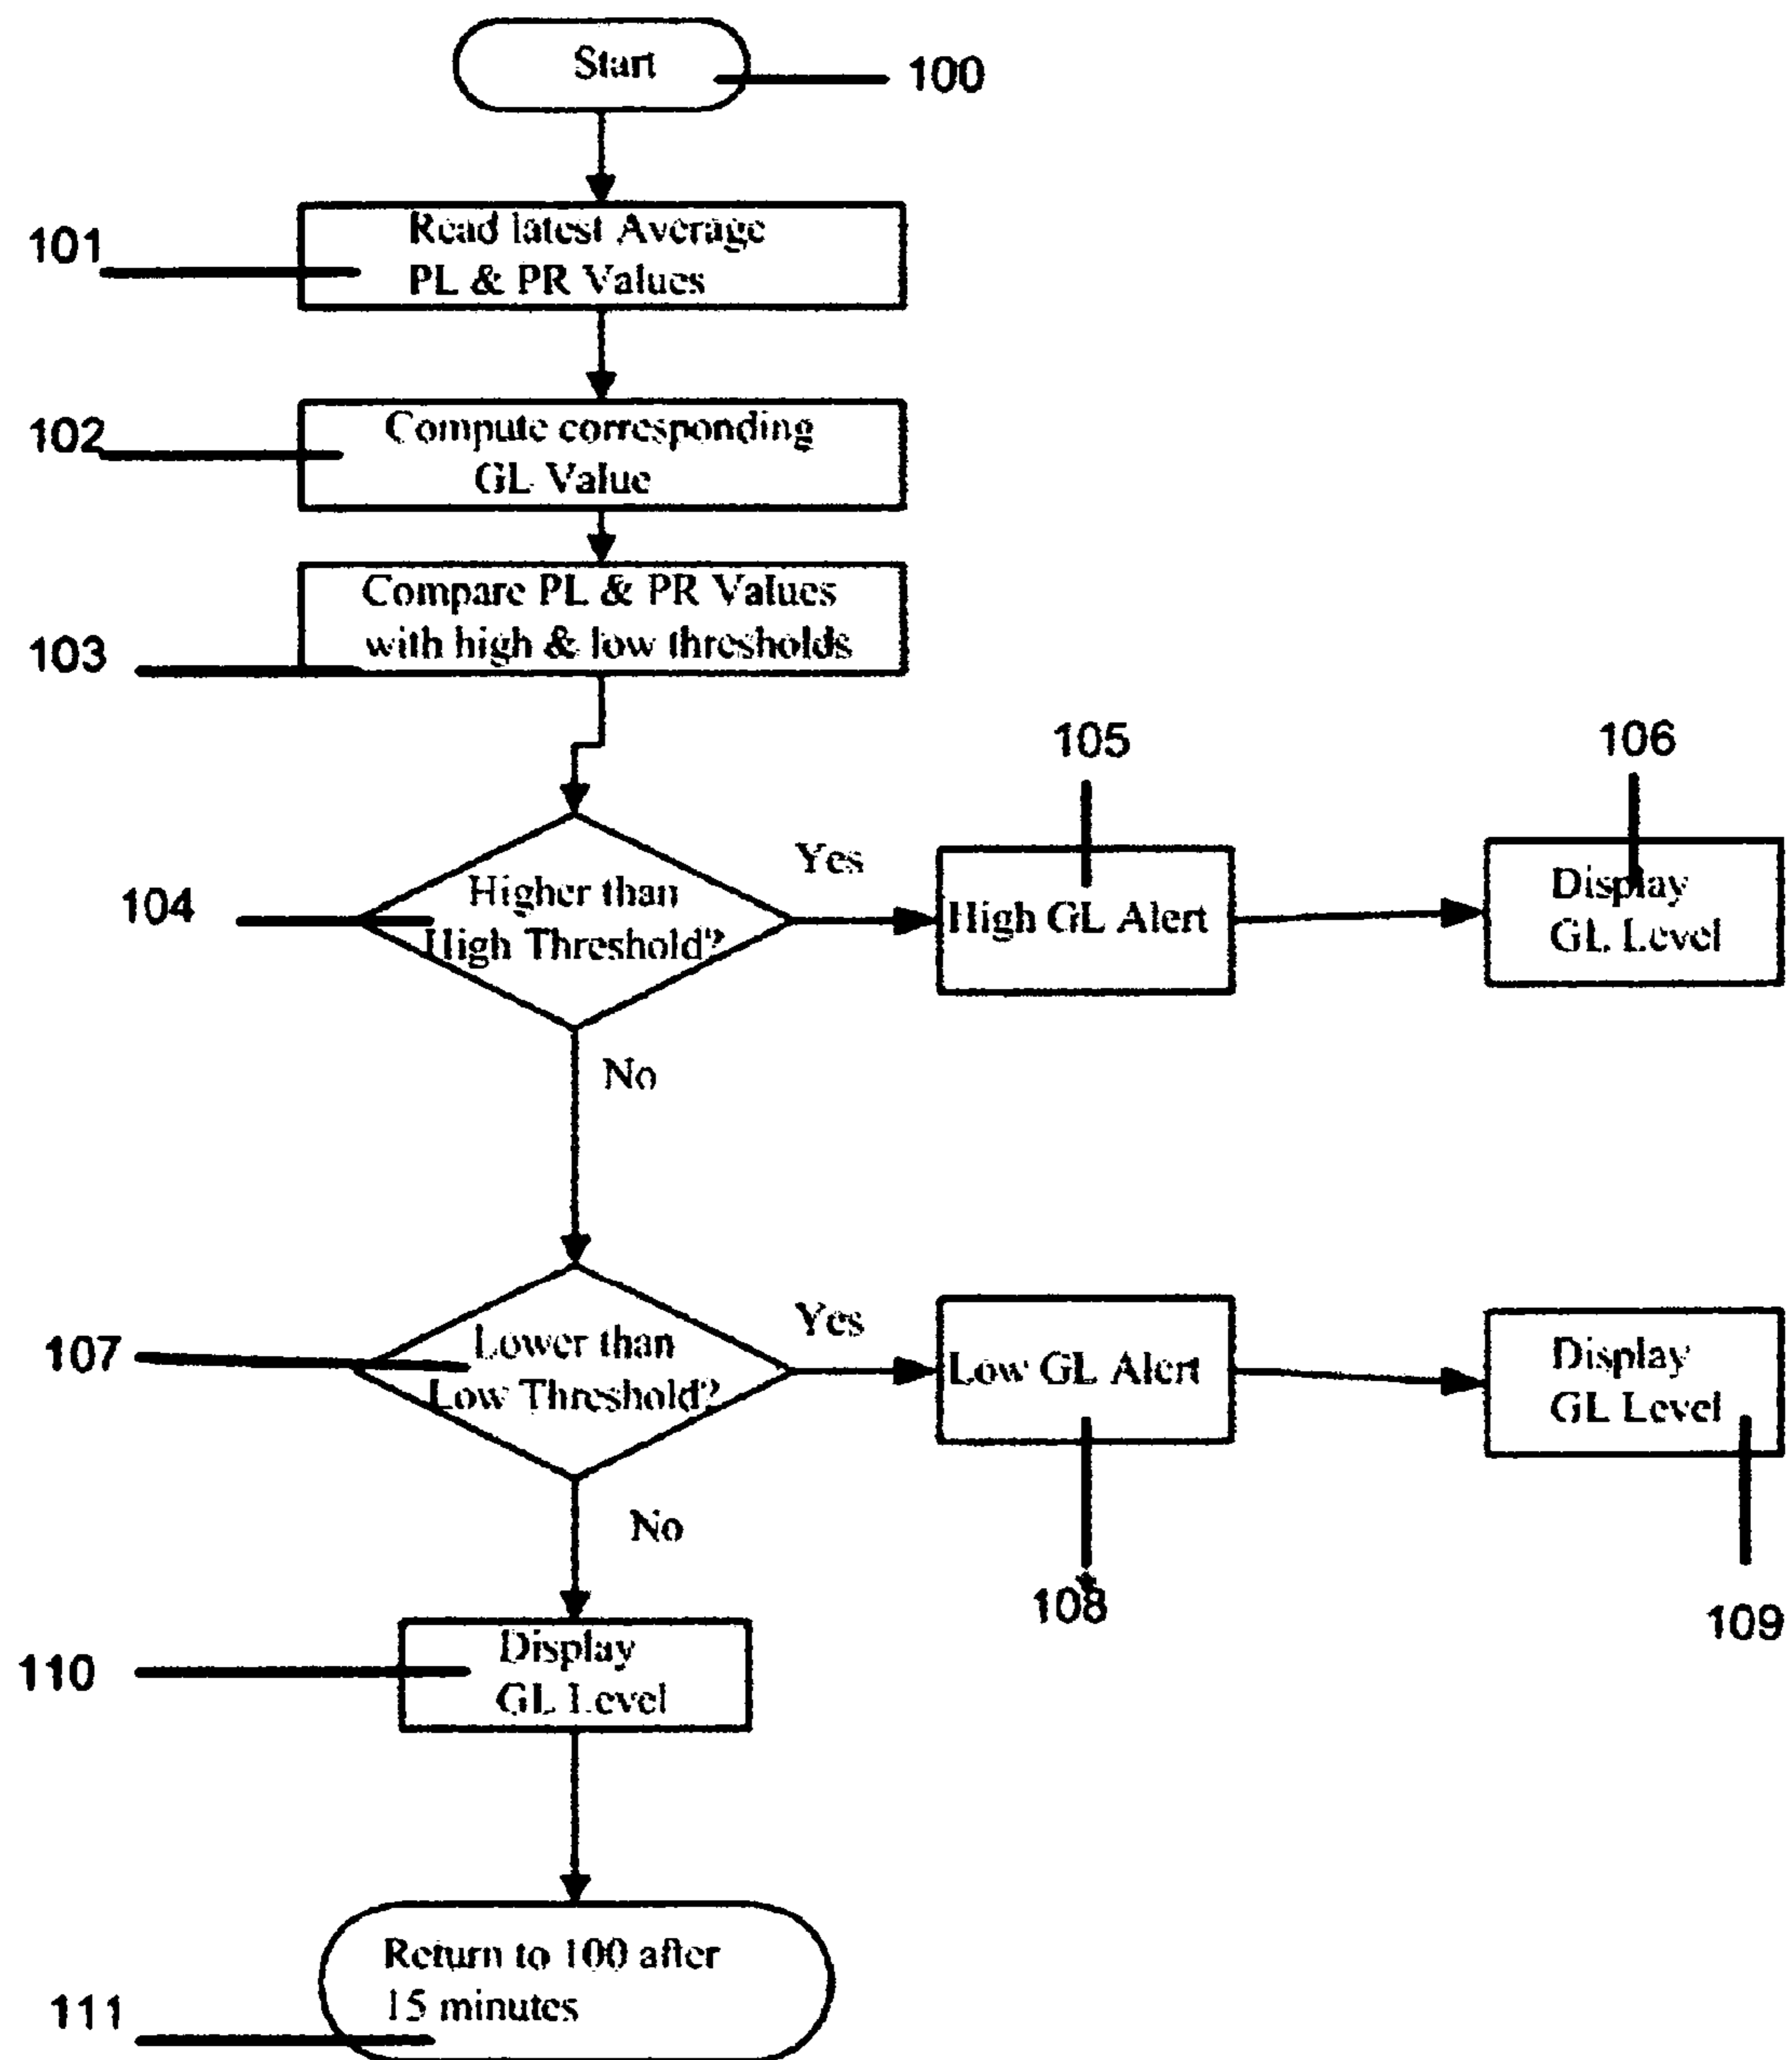 Start
100
101
Read latest Average
PL & PR Values
102
Compute corresponding
GL Value
103
Compare PL & PR Values
with high & low thresholds
104
Higher than
High Threshold?
Yes
105
High GL Alert
106
Display
GL Level
No
107
Lower than
Low Threshold?
Yes
Low GL Alert
108
Display
GL Level
109
No
110
Display
GL Level
111
Return to 100 after
15 minutes